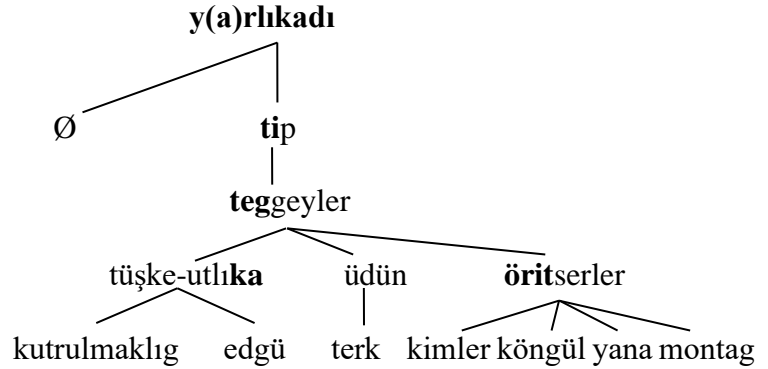 y(a)rlıkadı
Ø tip
teggeyler
tüşke-utlıka üdün öritserler
kutrulmaklıg edgü terk kimler köngül yana montag